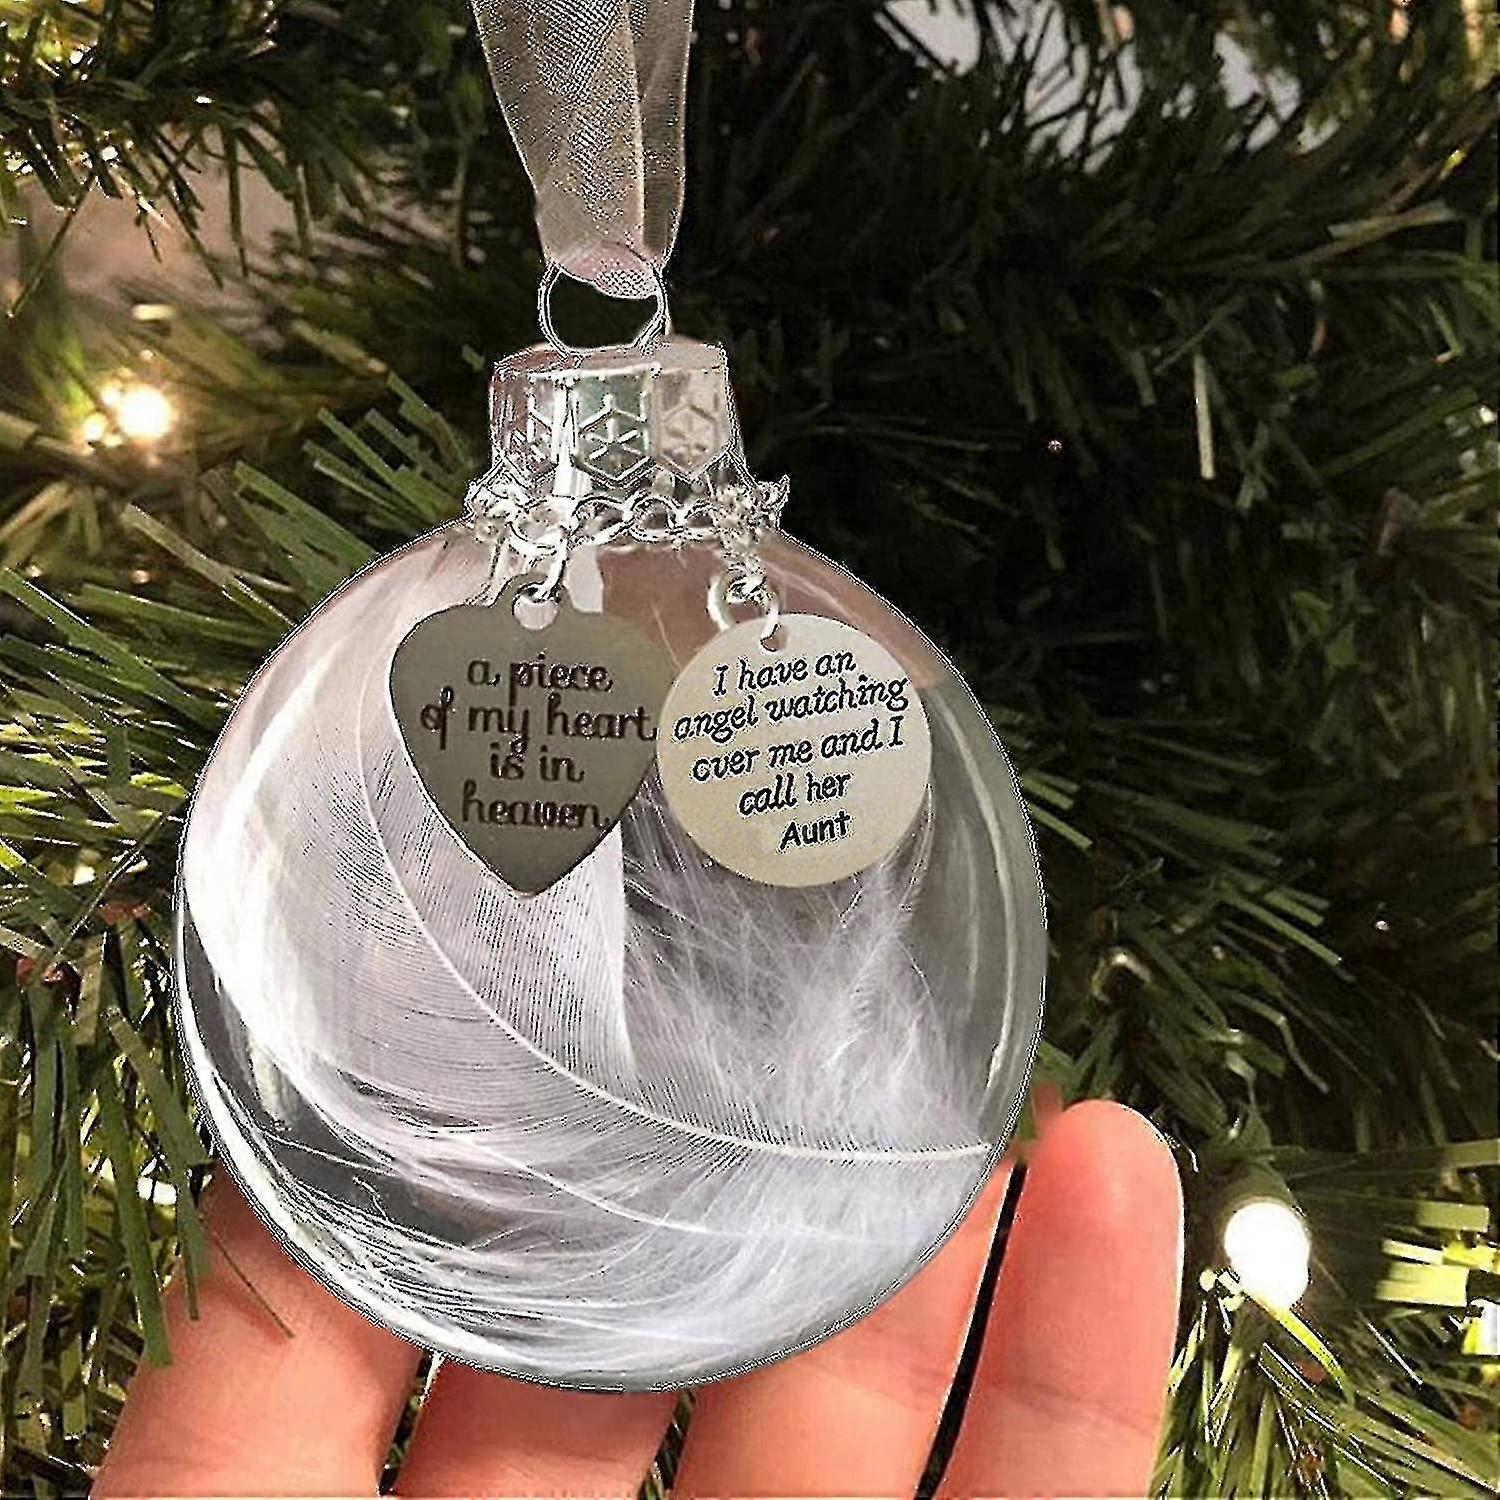 a piece
of my heart
is in
heaven
I have an
angel watching
over me and I
call her
Aunt